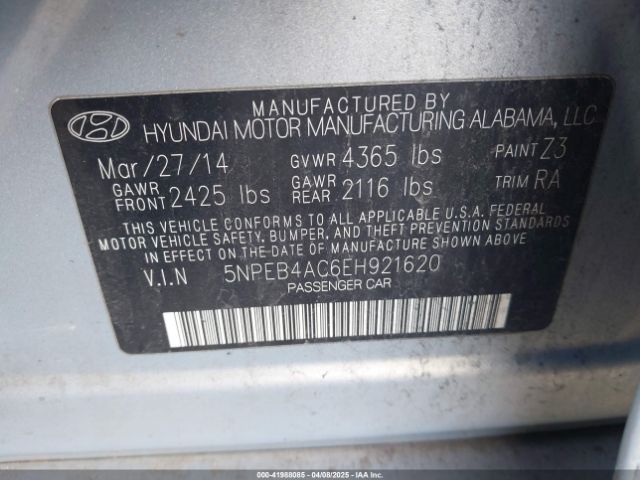 MANUFACTURED BY
HYUNDAI MOTOR MANUFACTURING ALABAMA, LLC
Mar/27/14 GVWR 4365 lbs PAINT Z3
GAWR FRONT 2425 lbs GAWR REAR 2116 lbs TRIM RA
THIS VEHICLE CONFORMS TO ALL APPLICABLE U.S.A. FEDERAL
MOTOR VEHICLE SAFETY, BUMPER, AND THEFT PREVENTION STANDARDS
IN EFFECT ON THE DATE OF MANUFACTURE SHOWN ABOVE.
V.I.N 5NPEB4AC6EH921620
PASSENGER CAR
000-41988085 04/08/2025 - IAAI.COM